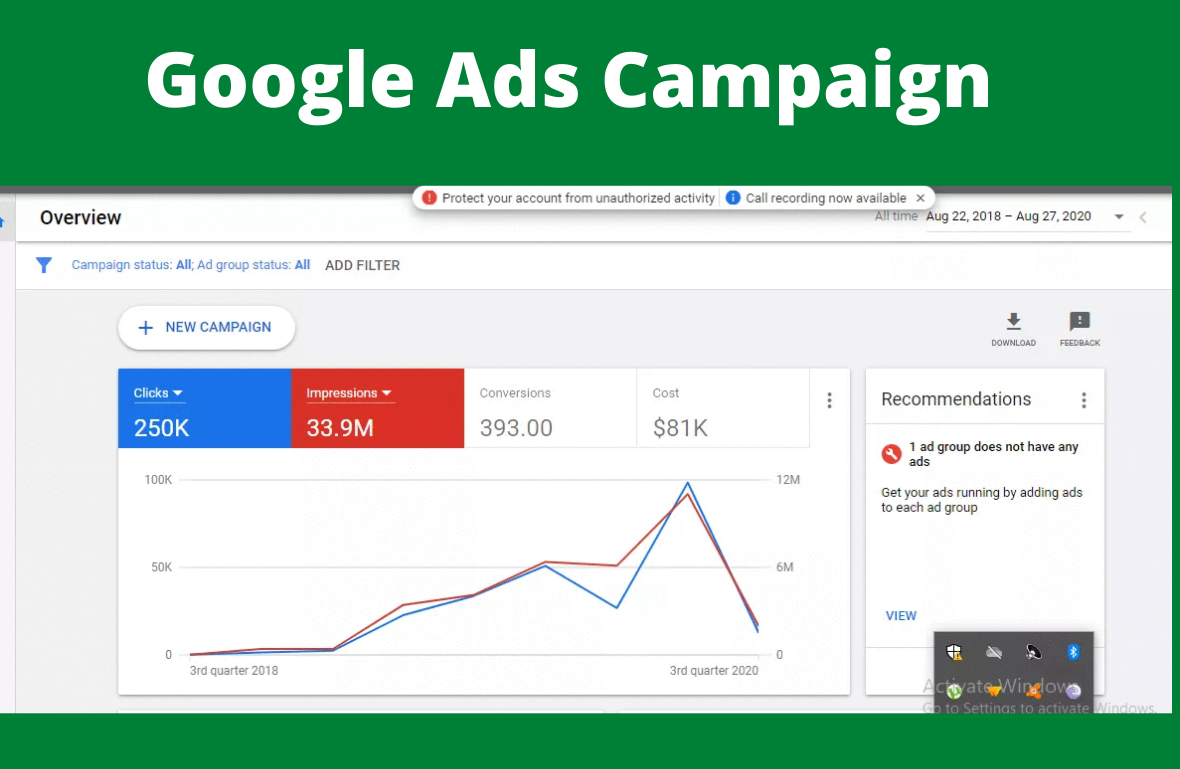 Google Ads Campaign
Protect your account from unauthorized activity
Call recording now available
Overview
All time Aug 22, 2018 – Aug 27, 2020
Campaign status: All; Ad group status: All ADD FILTER
NEW CAMPAIGN
DOWNLOAD
FEEDBACK
Clicks
Impressions
Conversions
Cost
250K
33.9M
393.00
$81K
Recommendations
1 ad group does not have any
ads
Get your ads running by adding ads
to each ad group
VIEW
100K
12M
50K
6M
0
0
3rd quarter 2018
3rd quarter 2020
Activate Windows
Go to Settings to activate Windows.